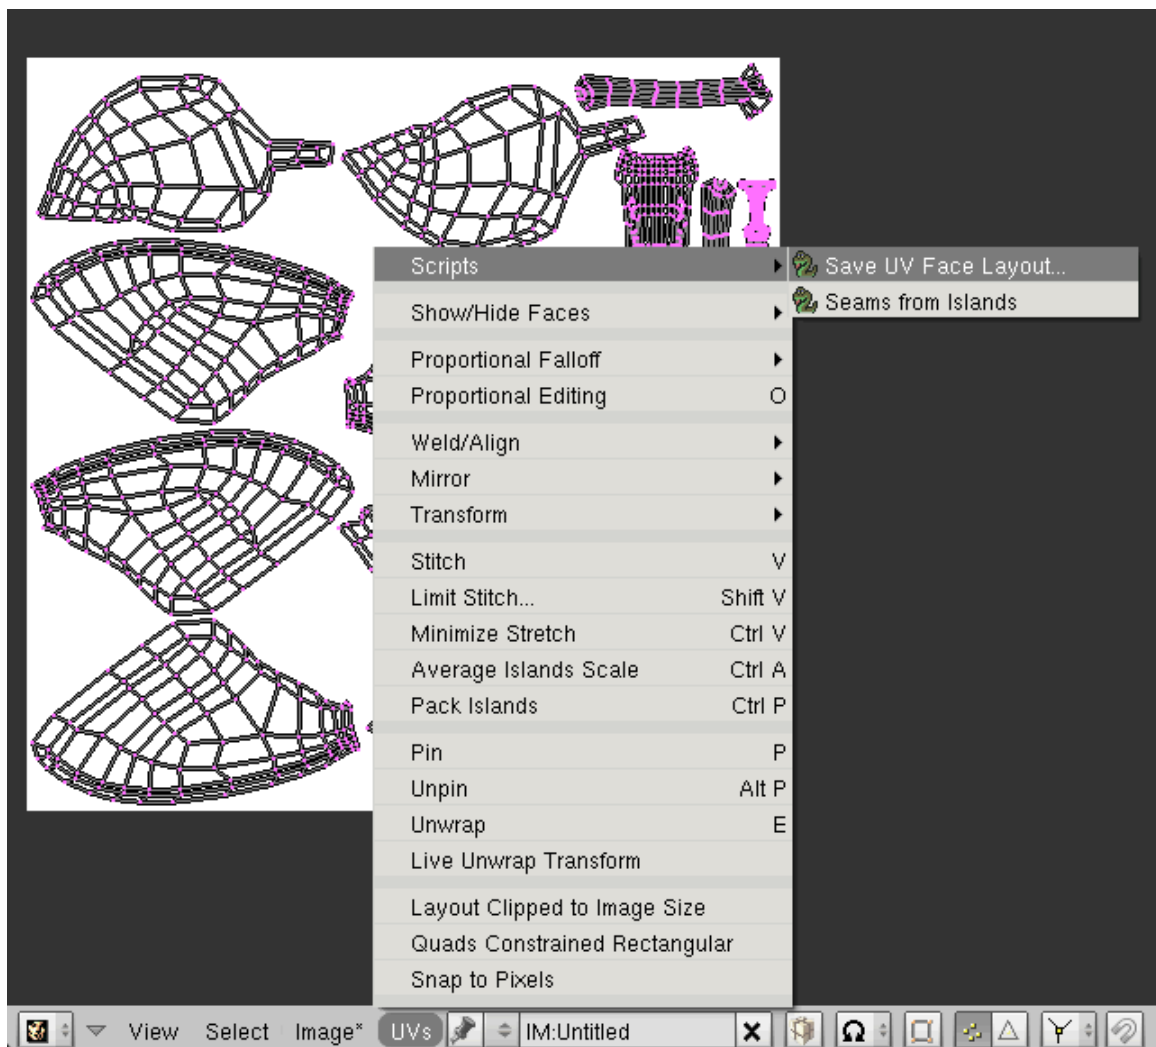 Scripts
Save UV Face Layout...
Seams from Islands
Show/Hide Faces
Proportional Falloff
Proportional Editing O
Weld/Align
Mirror
Transform
Stitch V
Limit Stitch... Shift V
Minimize Stretch Ctrl V
Average Islands Scale Ctrl A
Pack Islands Ctrl P
Pin P
Unpin Alt P
Unwrap E
Live Unwrap Transform
Layout Clipped to Image Size
Quads Constrained Rectangular
Snap to Pixels
View Select Image* UVs IM:Untitled